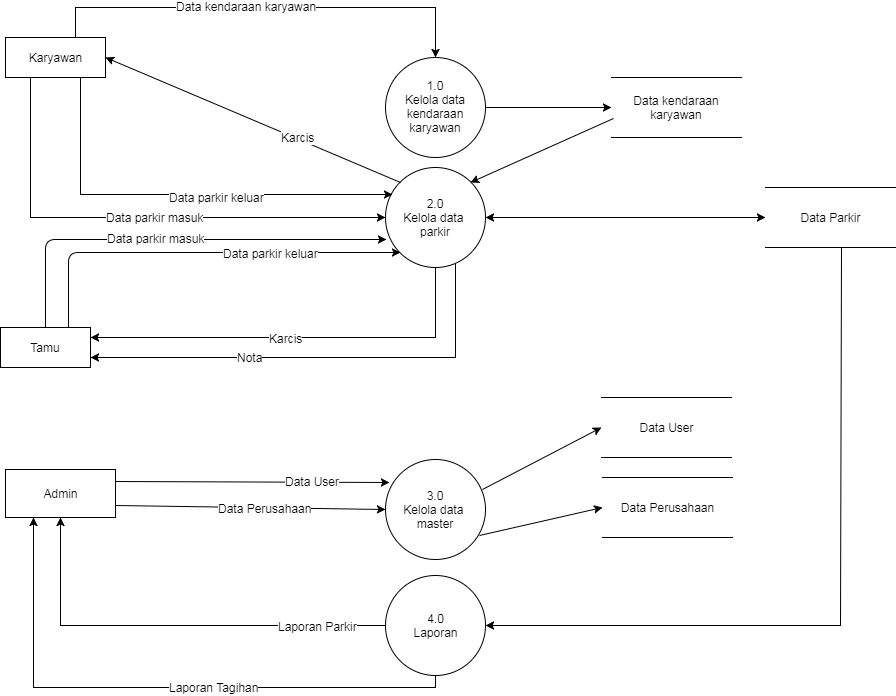 Data kendaraan karyawan
Karyawan
1.0
Kelola data
kendaraan
karyawan
Data kendaraan
karyawan
Karcis
Data parkir keluar
2.0
Kelola data
parkir
Data parkir masuk
Data Parkir
Data parkir masuk
Data parkir keluar
Tamu
Karcis
Nota
Data User
Admin
Data User
3.0
Kelola data
master
Data Perusahaan
Data Perusahaan
4.0
Laporan
Laporan Parkir
Laporan Tagihan